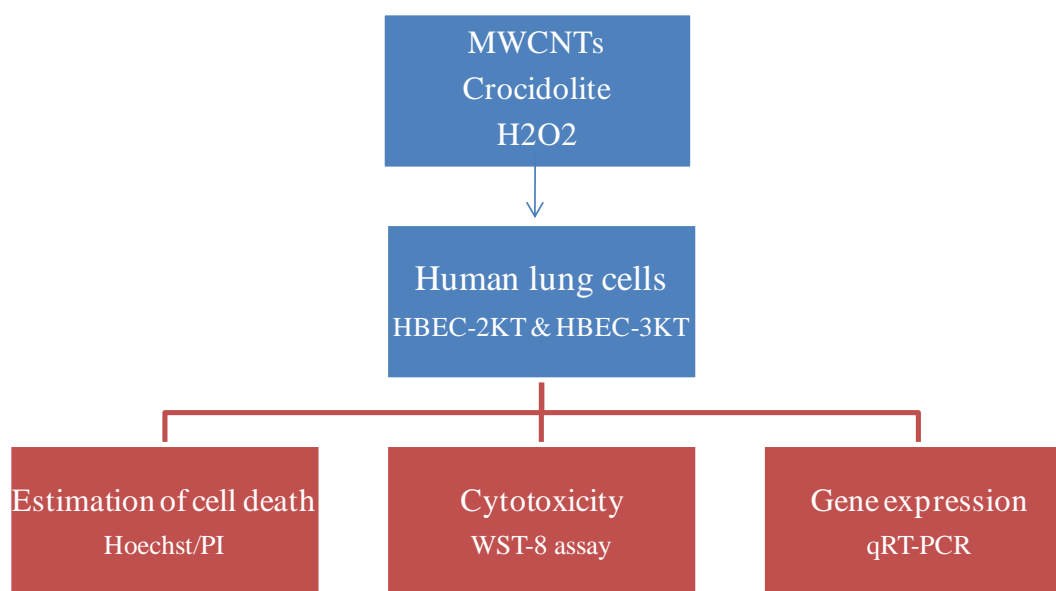 MWCNTs
Crocidolite
H2O2
Human lung cells
HBEC-2KT & HBEC-3KT
Estimation of cell death
Hoechst/PI
Cytotoxicity
WST-8 assay
Gene expression
qRT-PCR